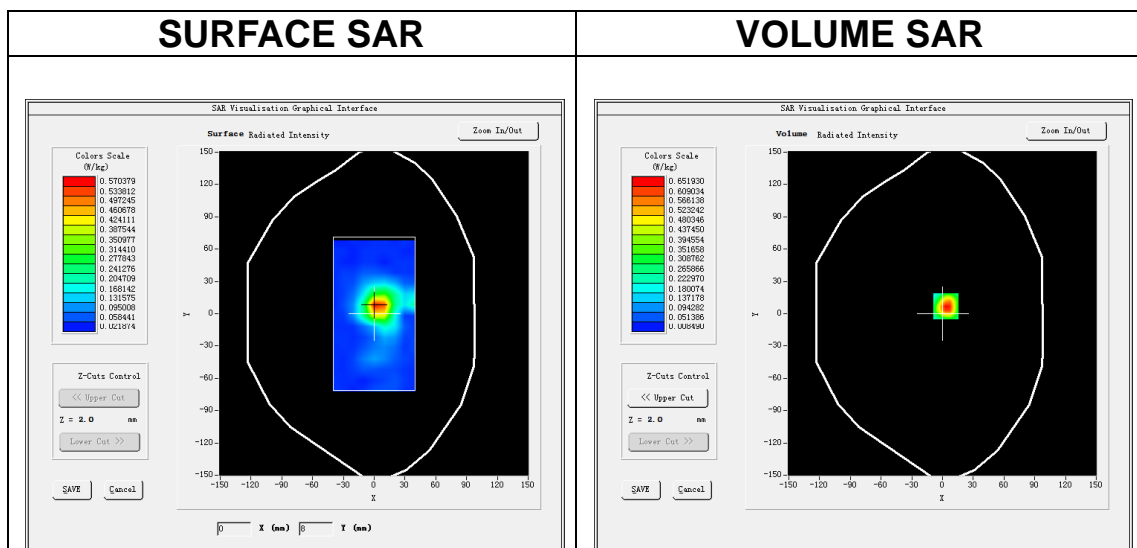 SURFACE SAR
SAR Visualisation Graphical Interface
Surface Radiated Intensity
Zoom In/Out
Colors Scale
(W/kg)
0.570379
0.533812
0.497245
0.460678
0.424111
0.387544
0.350977
0.314410
0.277843
0.241276
0.204709
0.168142
0.131575
0.095008
0.058441
0.021874
Z-Cuts Control
<< Upper Cut
Z = 2.0 mm
Lower Cut >>
SAVE Cancel
150
120
90
60
30
0
-30
-60
-90
-120
-150
Y
-150 -120 -90 -60 -30 0 30 60 90 120 150
X
0 X (mm) 8 Y (mm)
VOLUME SAR
SAR Visualisation Graphical Interface
Volume Radiated Intensity
Zoom In/Out
Colors Scale
(W/kg)
0.651930
0.609034
0.566138
0.523242
0.480346
0.437450
0.394554
0.351658
0.308762
0.265866
0.222970
0.180074
0.137178
0.094282
0.051386
0.008490
Z-Cuts Control
<< Upper Cut
Z = 2.0 mm
Lower Cut >>
SAVE Cancel
150
120
90
60
30
0
-30
-60
-90
-120
-150
Y
-150 -120 -90 -60 -30 0 30 60 90 120 150
X